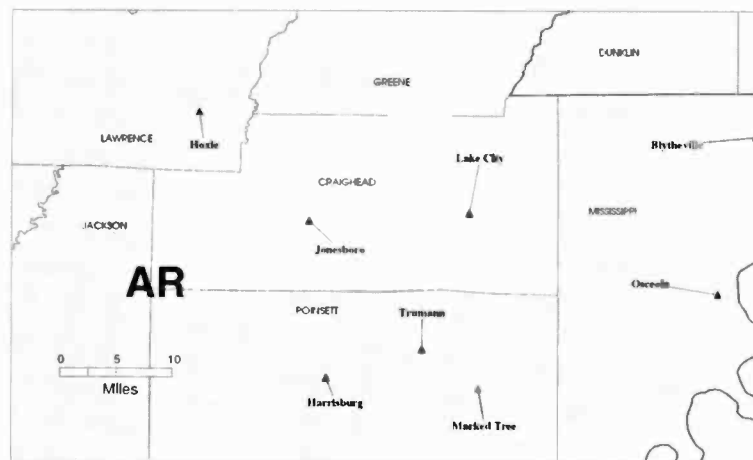 DUNKLIN
GREENE
LAWRENCE
Hoxie
Lake City
Blytheville
CRAIGHEAD
MISSISSIPPI
JACKSON
Jonesboro
AR
Osceola
POINSETT
Trumann
0 5 10
Miles
Harrisburg
Marked Tree